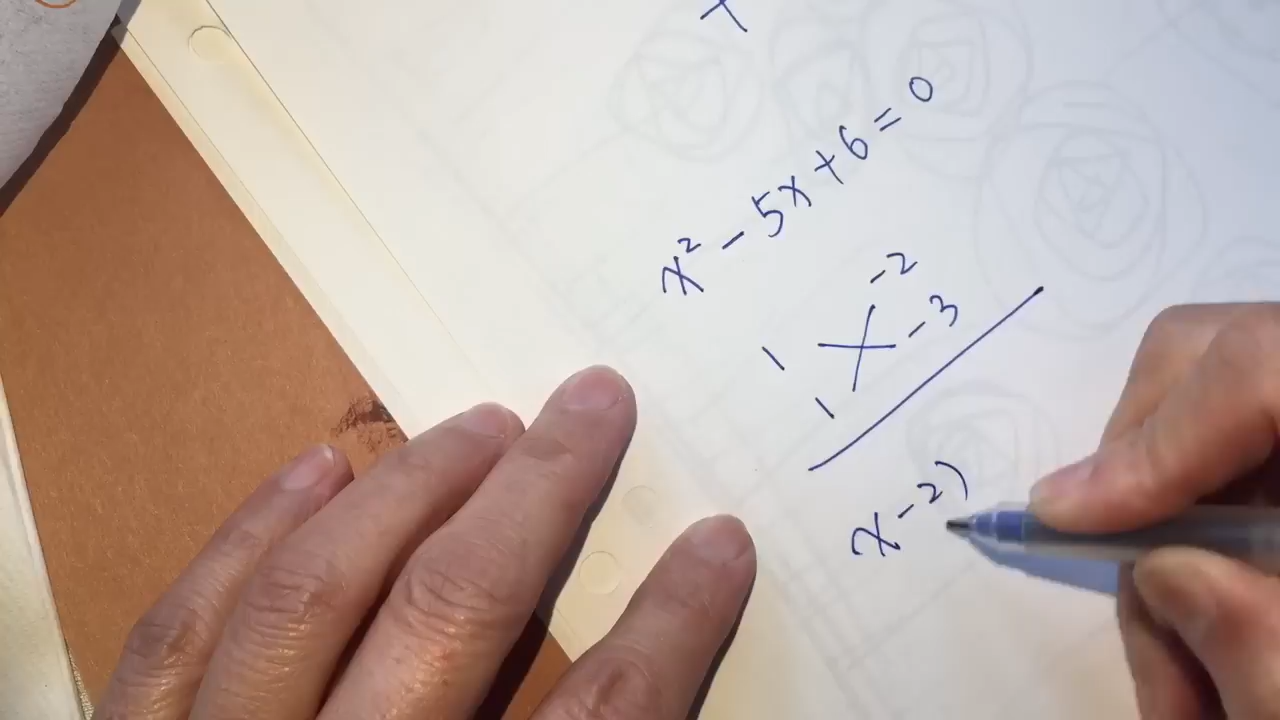 x² - 5x + 6 = 0
1 -2
1 -3
x - 2)